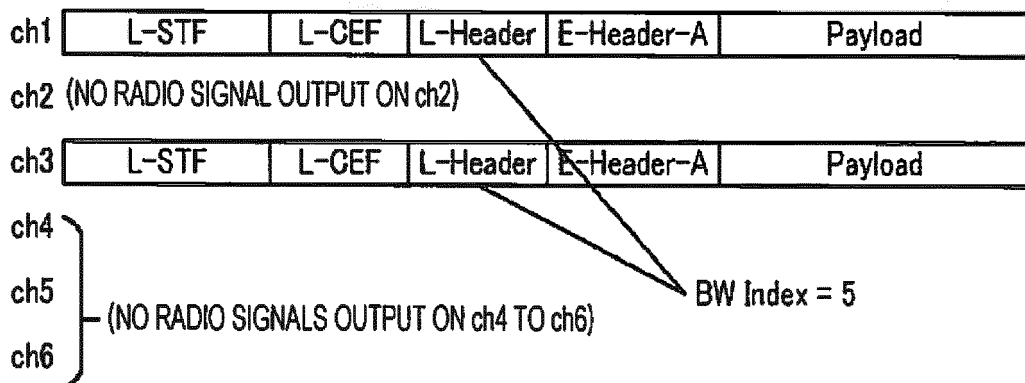 ch1 L-STF L-CEF L-Header E-Header-A Payload
ch2 (NO RADIO SIGNAL OUTPUT ON ch2)
ch3 L-STF L-CEF L-Header E-Header-A Payload
ch4
ch5 BW Index = 5
(NO RADIO SIGNALS OUTPUT ON ch4 TO ch6)
ch6